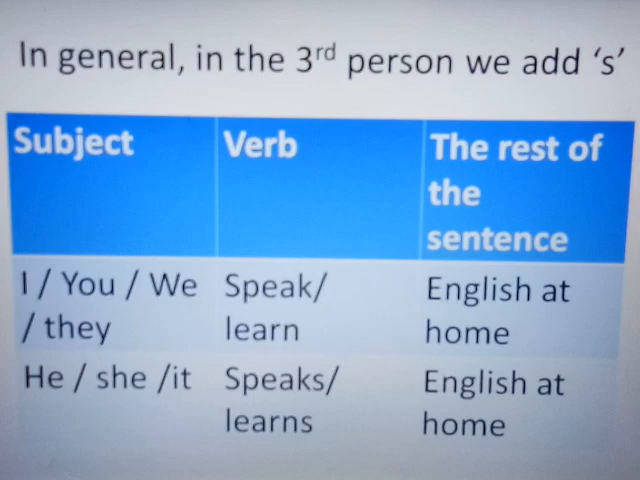 In general, in the 3rd person we add ‘s’
Subject
Verb
The rest of
the
sentence
I / You / We
/ they
Speak/
learn
English at
home
He / she /it
Speaks/
learns
English at
home